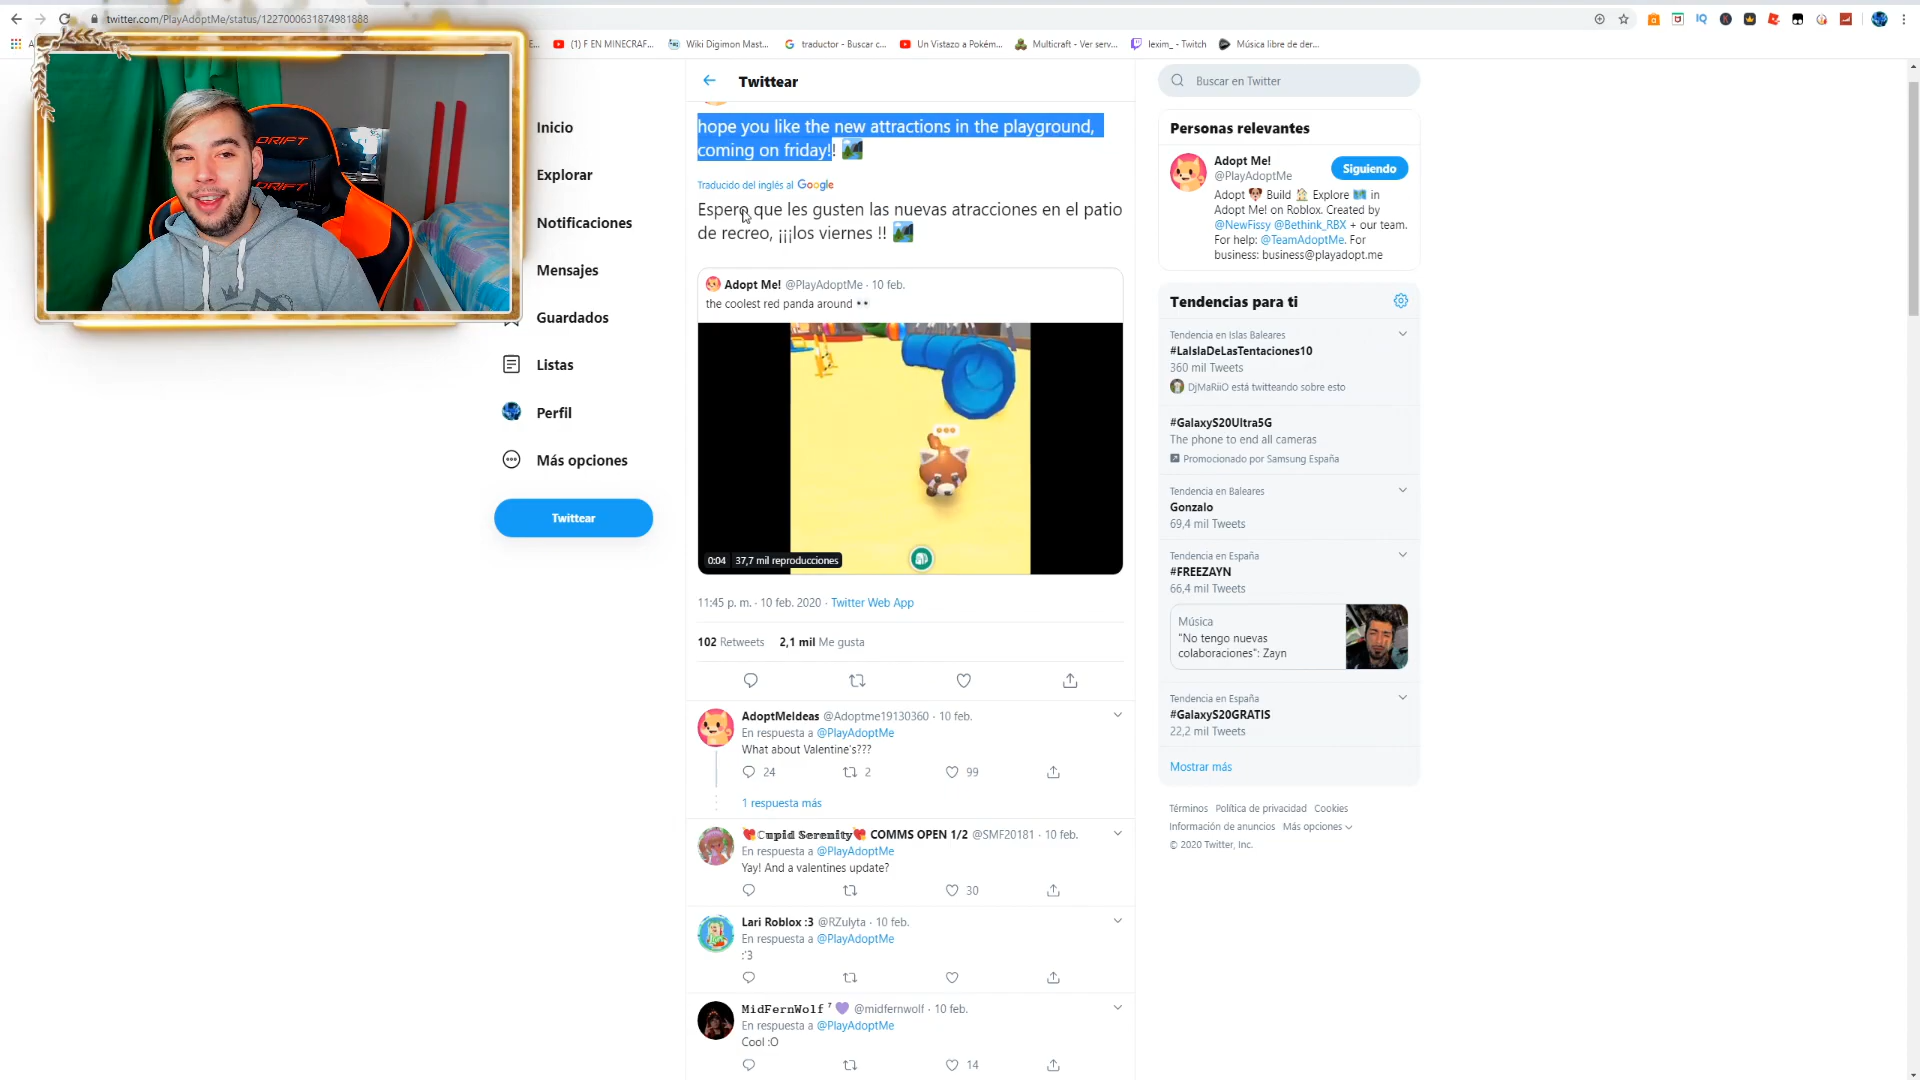 twitter.com/PlayAdoptMe/status/1227000631874981888
(1) F EN MINECRAF...
Wiki Digimon Mast...
traductor - Buscar c...
Un Vistazo a Pokém...
Multicraft - Ver serv...
lexim_ - Twitch
Música libre de der...
DRIFT
DRIFT
Inicio
Explorar
Notificaciones
Mensajes
Guardados
Listas
Perfil
Más opciones
Twittear
Twittear
hope you like the new attractions in the playground,
coming on friday!!
Traducido del inglés al Google
Espero que les gusten las nuevas atracciones en el patio
de recreo, ¡¡¡los viernes !!
Adopt Me! @PlayAdoptMe · 10 feb.
the coolest red panda around
0:04 37,7 mil reproducciones
11:45 p. m. · 10 feb. 2020 · Twitter Web App
102 Retweets 2,1 mil Me gusta
AdoptMeIdeas @Adoptme19130360 · 10 feb.
En respuesta a @PlayAdoptMe
What about Valentine's???
24 2 99
1 respuesta más
Cupid Serenity COMMS OPEN 1/2 @SMF20181 · 10 feb.
En respuesta a @PlayAdoptMe
Yay! And a valentines update?
30
Lari Roblox :3 @RZulyta · 10 feb.
En respuesta a @PlayAdoptMe
:'3
MidFernWolf ⁷ @midfernwolf · 10 feb.
En respuesta a @PlayAdoptMe
Cool :O
14
Buscar en Twitter
Personas relevantes
Adopt Me!
@PlayAdoptMe
Siguiendo
Adopt Build Explore in
Adopt Me! on Roblox. Created by
@NewFissy @Bethink_RBX + our team.
For help: @TeamAdoptMe. For
business: business@playadopt.me
Tendencias para ti
Tendencia en Islas Baleares
#LaIslaDeLasTentaciones10
360 mil Tweets
DjMaRiiO está twitteando sobre esto
#GalaxyS20Ultra5G
The phone to end all cameras
Promocionado por Samsung España
Tendencia en Baleares
Gonzalo
69,4 mil Tweets
Tendencia en España
#FREEZAYN
66,4 mil Tweets
Música
"No tengo nuevas
colaboraciones": Zayn
Tendencia en España
#GalaxyS20GRATIS
22,2 mil Tweets
Mostrar más
Términos Política de privacidad Cookies
Información de anuncios Más opciones
© 2020 Twitter, Inc.